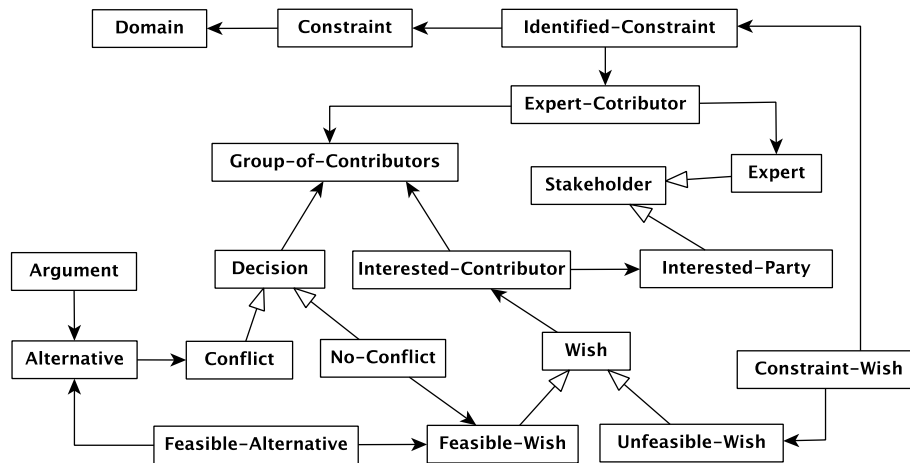 Domain
Constraint
Identified-Constraint
Expert-Cotributor
Group-of-Contributors
Expert
Stakeholder
Argument
Decision
Interested-Contributor
Interested-Party
Alternative
Conflict
No-Conflict
Wish
Constraint-Wish
Feasible-Alternative
Feasible-Wish
Unfeasible-Wish